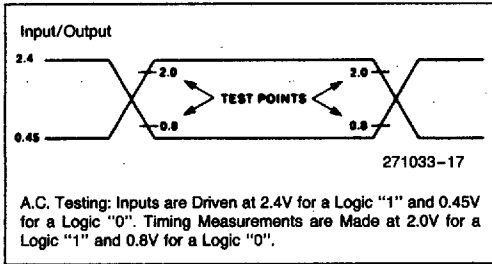 Input/Output
2.4
2.0 2.0
TEST POINTS
0.8 0.8
0.45
271033-17
A.C. Testing: Inputs are Driven at 2.4V for a Logic "1" and 0.45V
for a Logic "0". Timing Measurements are Made at 2.0V for a
Logic "1" and 0.8V for a Logic "0".